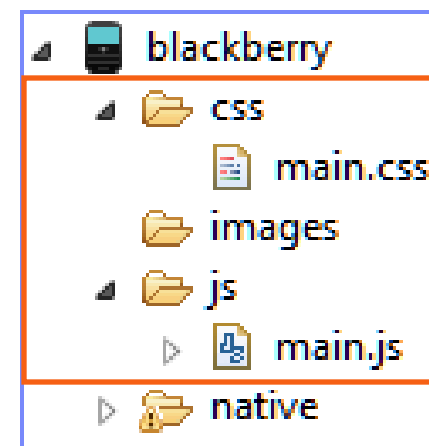 blackberry
css
main.css
images
js
main.js
native